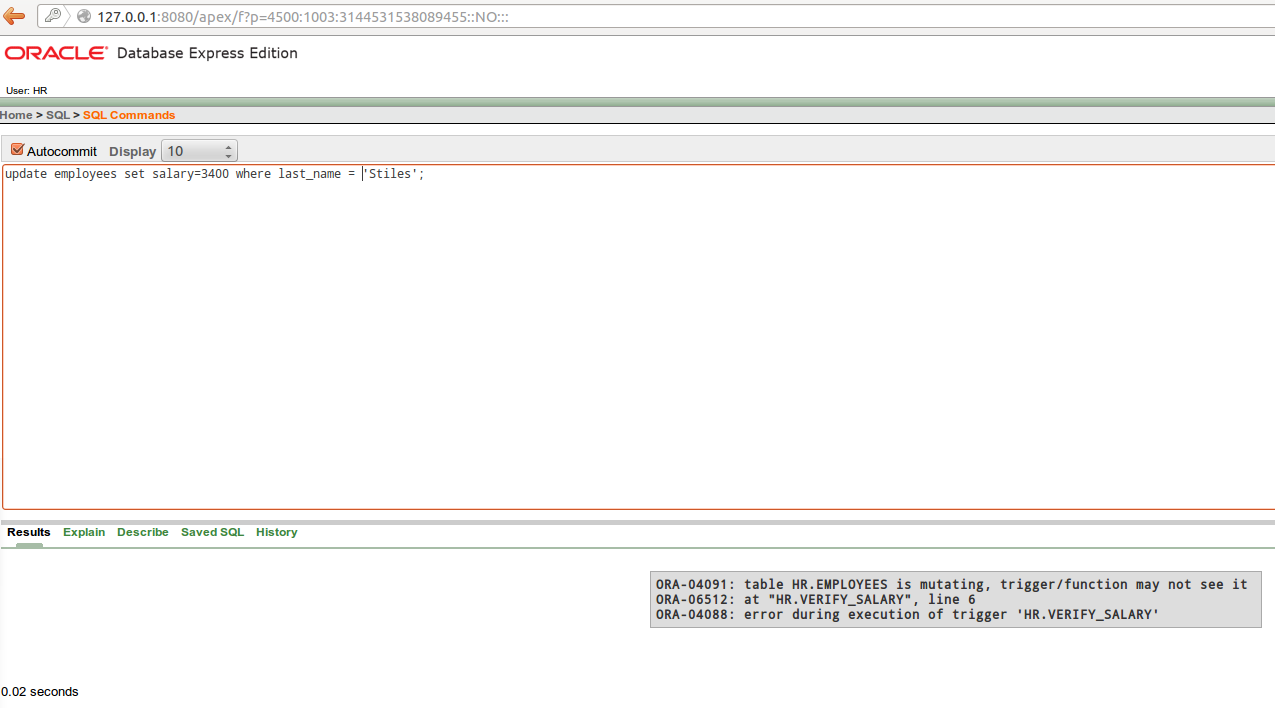 127.0.0.1:8080/apex/f?p=4500:1003:3144531538089455::NO:::
ORACLE® Database Express Edition
User: HR
Home > SQL > SQL Commands
Autocommit Display 10
update employees set salary=3400 where last_name = 'Stiles';
Results Explain Describe Saved SQL History
ORA-04091: table HR.EMPLOYEES is mutating, trigger/function may not see it
ORA-06512: at "HR.VERIFY_SALARY", line 6
ORA-04088: error during execution of trigger 'HR.VERIFY_SALARY'
0.02 seconds